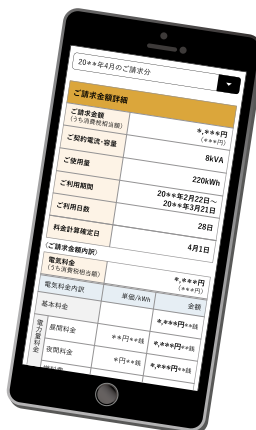 20**年4月のご請求分
ご請求金額詳細
ご請求金額
(うち消費税相当額)
*,***円
(***円)
ご契約電流・容量
8kVA
ご使用量
220kWh
ご利用期間
20**年2月22日〜
20**年3月21日
ご利用日数
28日
料金計算確定日
4月1日
(ご請求金額内訳)
電気料金
(うち消費税相当額)
*,***円
(***円)
電気料金内訳
単価/kWh
金額
基本料金
*,***円**銭
電力量料金
昼間料金
**円**銭
*,***円**銭
夜間料金
*円**銭
*,***円**銭